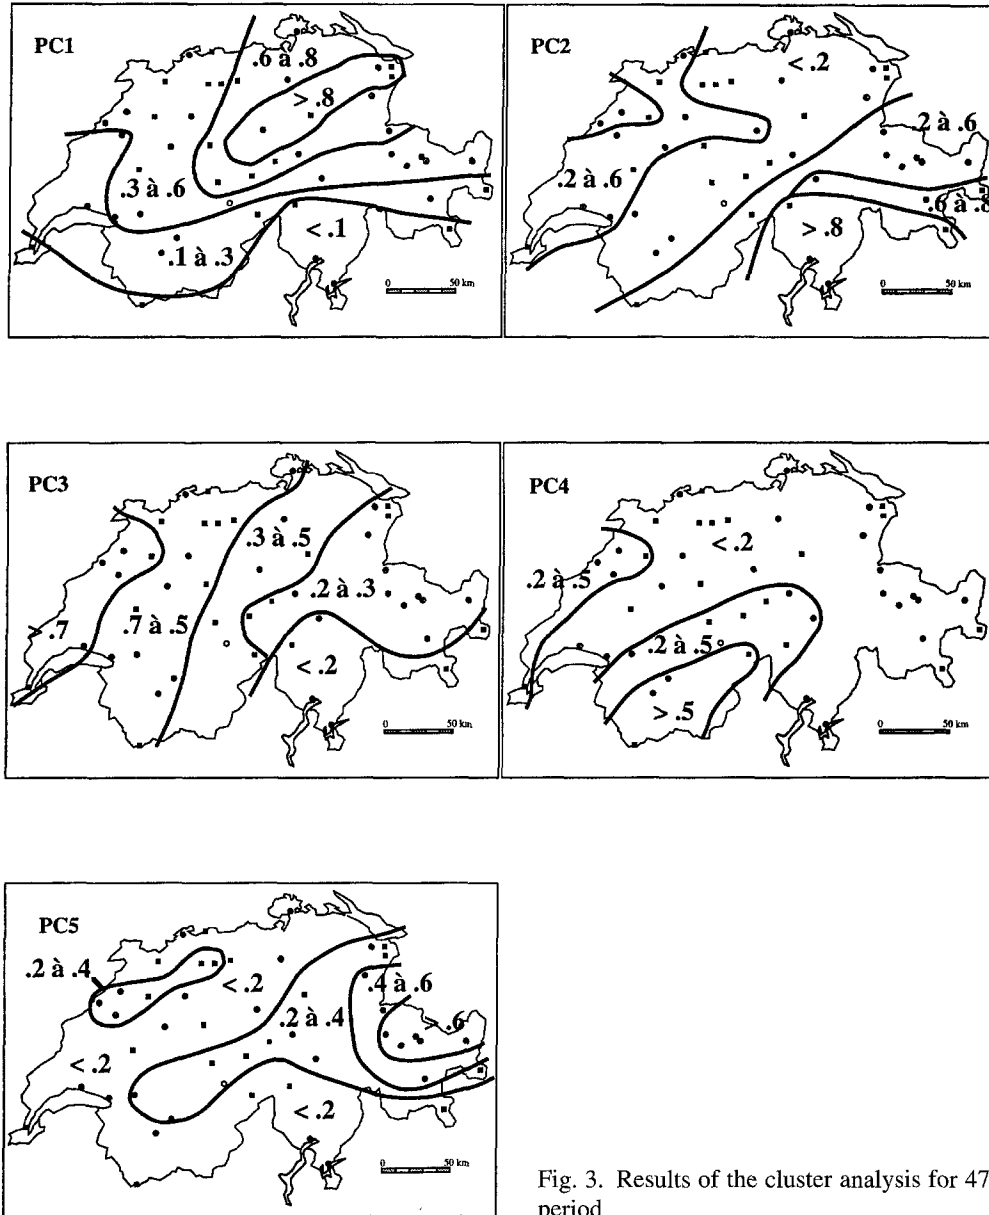 PC1
.6 à .8
> .8
.3 à .6
.1 à .3
< .1
0 50 km
PC2
< .2
.2 à .6
.2 à .6
.6 à .8
> .8
0 50 km
PC3
.3 à .5
.2 à .3
> .7
.7 à .5
< .2
0 50 km
PC4
< .2
.2 à .5
.2 à .5
> .5
0 50 km
PC5
.2 à .4
< .2
.4 à .6
.2 à .4
> .6
< .2
< .2
0 50 km
Fig. 3. Results of the cluster analysis for 47
period